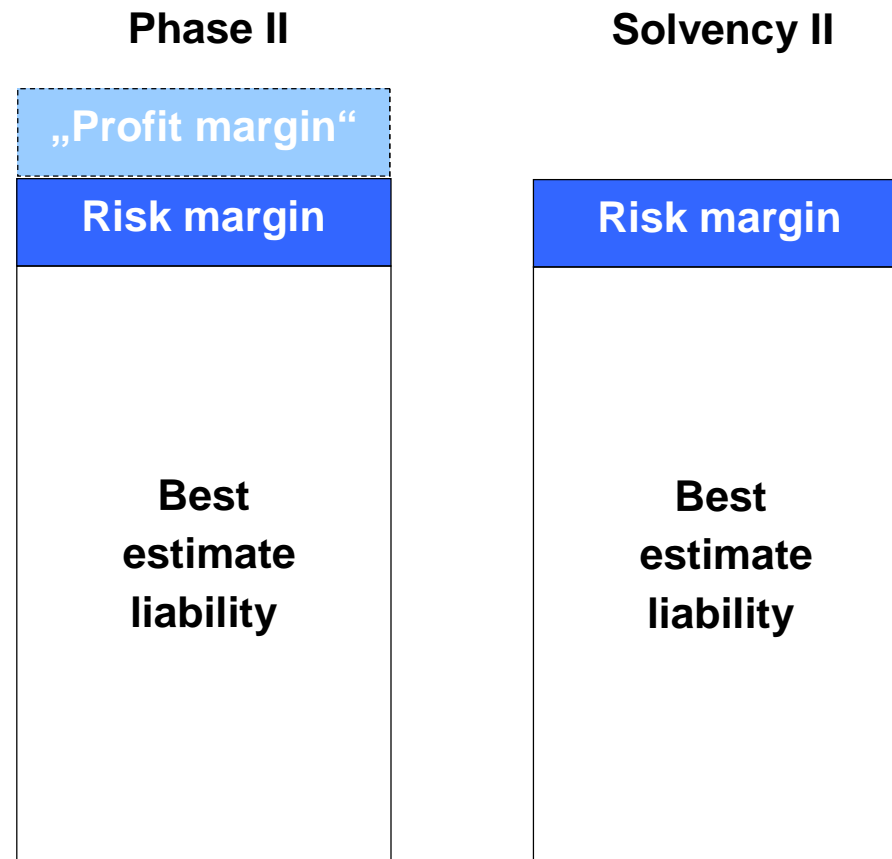 Phase II
„Profit margin“
Risk margin
Best
estimate
liability
Solvency II
Risk margin
Best
estimate
liability